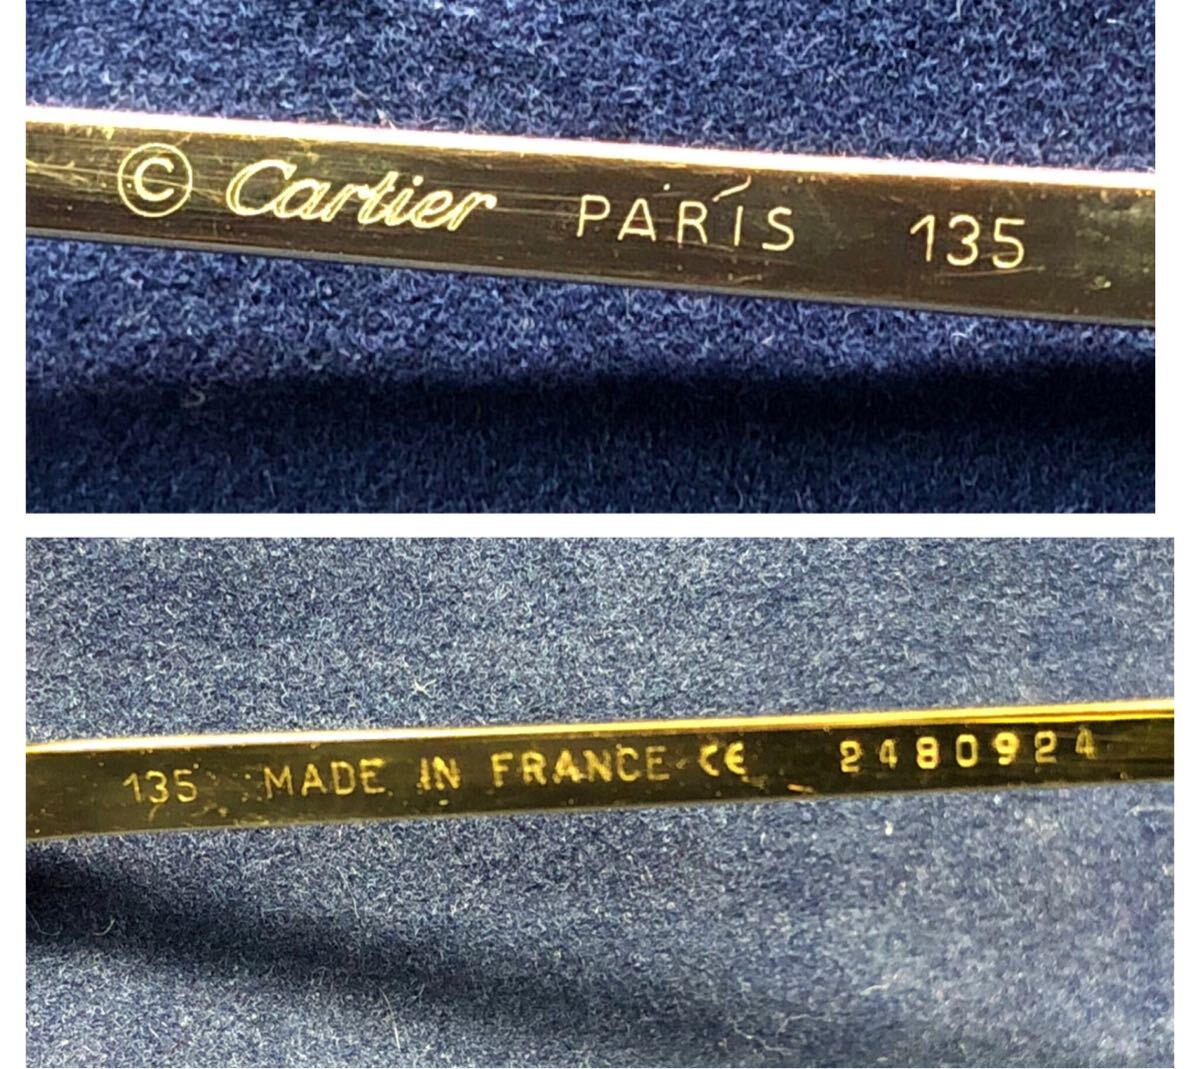 © Cartier PARIS 135
135 MADE IN FRANCE CE 2480924